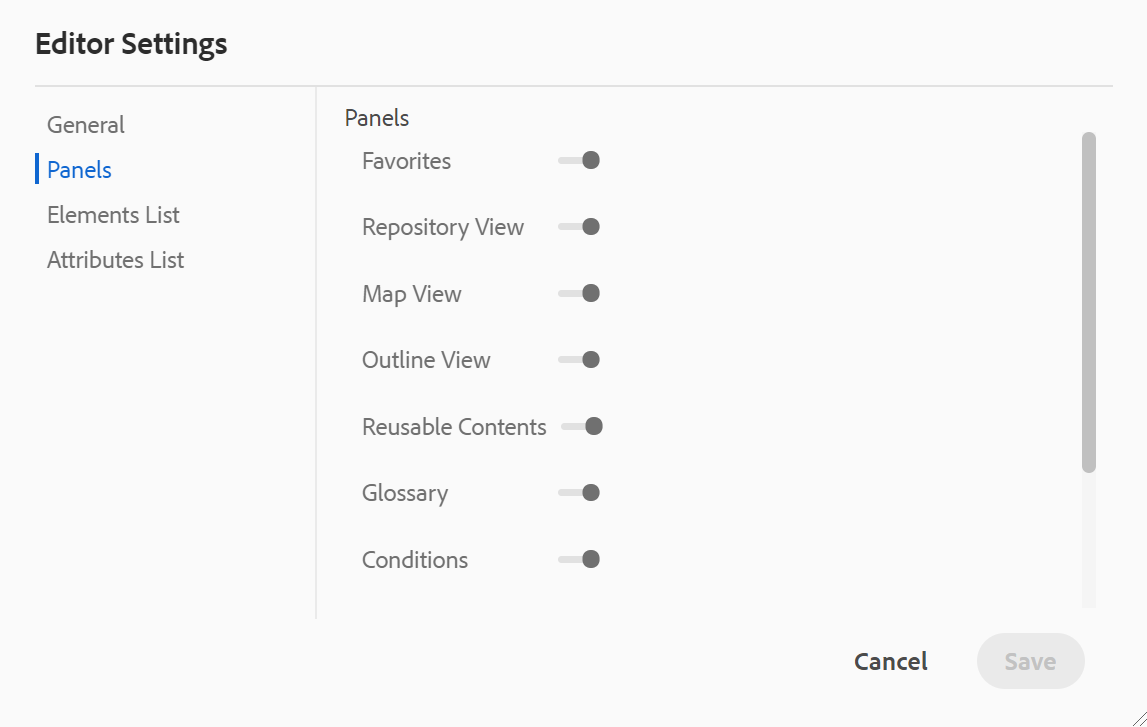 Editor Settings
General
Panels
Elements List
Attributes List
Panels
Favorites
Repository View
Map View
Outline View
Reusable Contents
Glossary
Conditions
Cancel
Save